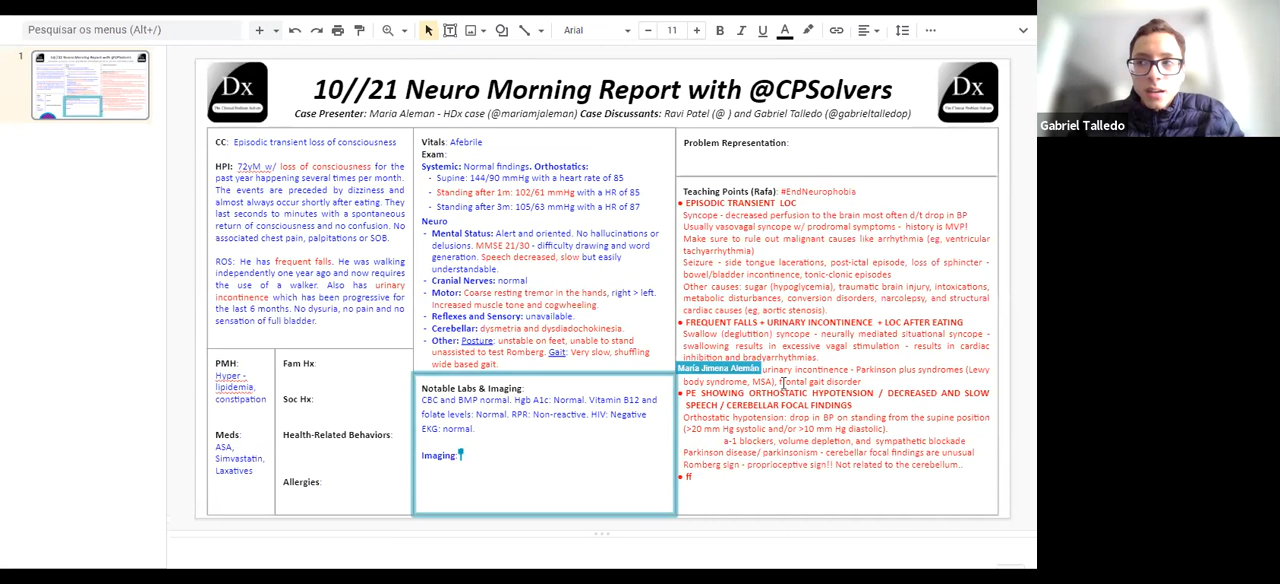 Pesquisar os menus (Alt+/)
Arial
11
Gabriel Talledo
1
Dx
The Clinical Problem Solvers
10//21 Neuro Morning Report with @CPSolvers
Case Presenter: Maria Aleman - HDx case (@mariamjaleman) Case Discussants: Ravi Patel (@ ) and Gabriel Talledo (@gabrieltalledop)
Dx
The Clinical Problem Solvers
CC: Episodic transient loss of consciousness
HPI: 72yM w/ loss of consciousness for the
past year happening several times per month.
The events are preceded by dizziness and
almost always occur shortly after eating. They
last seconds to minutes with a spontaneous
return of consciousness and no confusion. No
associated chest pain, palpitations or SOB.
ROS: He has frequent falls. He was walking
independently one year ago and now requires
the use of a walker. Also has urinary
incontinence which has been progressive for
the last 6 months. No dysuria, no pain and no
sensation of full bladder.
PMH:
Hyper -
lipidemia,
constipation
Meds:
ASA,
Simvastatin,
Laxatives
Fam Hx:
Soc Hx:
Health-Related Behaviors:
Allergies:
Vitals: Afebrile
Exam:
Systemic: Normal findings. Orthostatics:
- Supine: 144/90 mmHg with a heart rate of 85
- Standing after 1m: 102/61 mmHg with a HR of 85
- Standing after 3m: 105/63 mmHg with a HR of 87
Neuro
- Mental Status: Alert and oriented. No hallucinations or
delusions. MMSE 21/30 - difficulty drawing and word
generation. Speech decreased, slow but easily
understandable.
- Cranial Nerves: normal
- Motor: Coarse resting tremor in the hands, right > left.
Increased muscle tone and cogwheeling.
- Reflexes and Sensory: unavailable.
- Cerebellar: dysmetria and dysdiadochokinesia.
- Other: Posture: unstable on feet, unable to stand
unassisted to test Romberg. Gait: Very slow, shuffling
wide based gait.
Notable Labs & Imaging:
CBC and BMP normal. Hgb A1c: Normal. Vitamin B12 and
folate levels: Normal. RPR: Non-reactive. HIV: Negative
EKG: normal.
Imaging:
Problem Representation:
Teaching Points (Rafa): #EndNeurophobia
● EPISODIC TRANSIENT LOC
Syncope - decreased perfusion to the brain most often d/t drop in BP
Usually vasovagal syncope w/ prodromal symptoms - history is MVP!
Make sure to rule out malignant causes like arrhythmia (eg, ventricular
tachyarrhythmia)
Seizure - side tongue lacerations, post-ictal episode, loss of sphincter -
bowel/bladder incontinence, tonic-clonic episodes
Other causes: sugar (hypoglycemia), traumatic brain injury, intoxications,
metabolic disturbances, conversion disorders, narcolepsy, and structural
cardiac causes (eg, aortic stenosis).
● FREQUENT FALLS + URINARY INCONTINENCE + LOC AFTER EATING
Swallow (deglution) syncope - neurally mediated situational syncope -
swallowing results in excessive vagal stimulation - results in cardiac
inhibition and bradyarrhythmias.
María Jimena Alemán
urinary incontinence - Parkinson plus syndromes (Lewy
body syndrome, MSA), frontal gait disorder
● PE SHOWING ORTHOSTATIC HYPOTENSION / DECREASED AND SLOW
SPEECH / CEREBELLAR FOCAL FINDINGS
Orthostatic hypotension: drop in BP on standing from the supine position
(>20 mm Hg systolic and/or >10 mm Hg diastolic).
a-1 blockers, volume depletion, and sympathetic blockade
Parkinson disease/ parkinsonism - cerebellar focal findings are unusual
Romberg sign - proprioceptive sign!! Not related to the cerebellum..
● ff